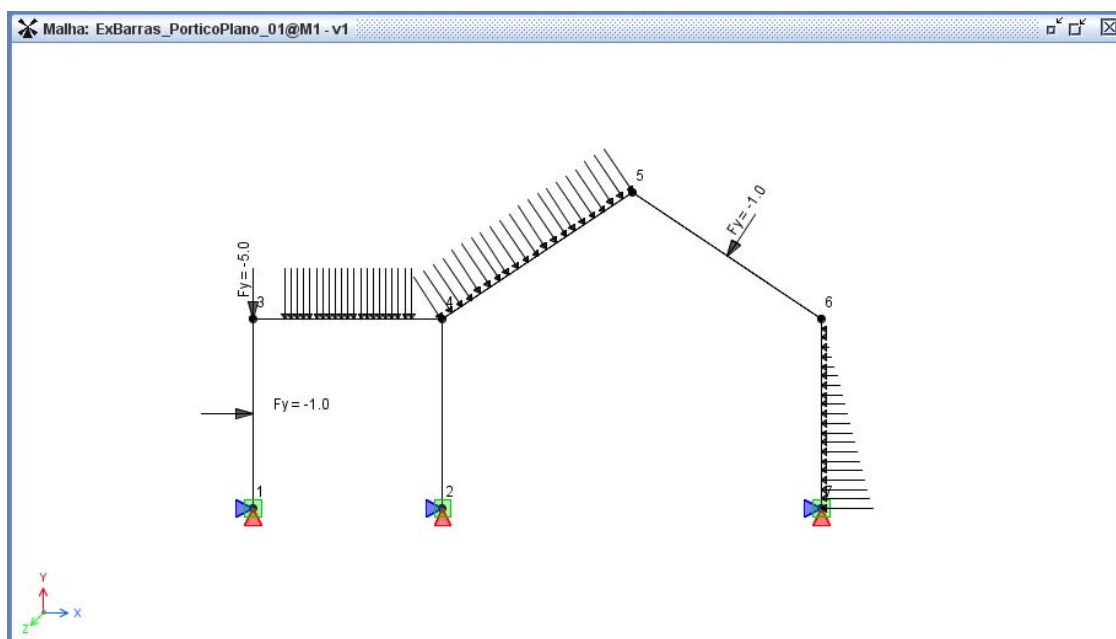 Malha: ExBarras_PorticoPlano_01@M1 - v1
5
Fy = -1.0
Fy = -5.0
3
4
6
Fy = -1.0
1
2
7
Y
X
Z